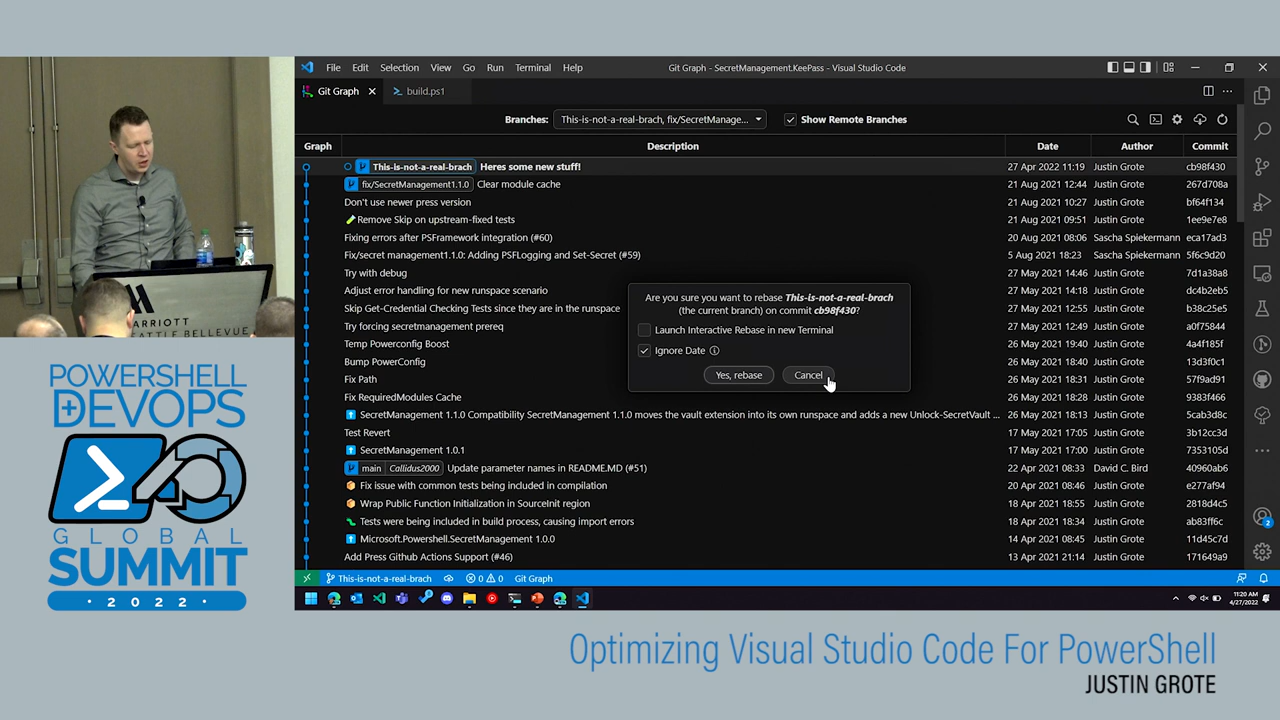 File Edit Selection View Go Run Terminal Help
Git Graph - SecretManagement.KeePass - Visual Studio Code
Git Graph
build.ps1
Branches: This-is-not-a-real-brach, fix/SecretManage... Show Remote Branches
Graph Description Date Author Commit
This-is-not-a-real-brach Heres some new stuff! 27 Apr 2022 11:19 Justin Grote cb98f430
fix/SecretManagement1.1.0 Clear module cache 21 Aug 2021 12:44 Justin Grote 267d708a
Don't use newer press version 21 Aug 2021 10:27 Justin Grote bf64f134
Remove Skip on upstream-fixed tests 21 Aug 2021 09:51 Justin Grote 1ee9e7e8
Fixing errors after PSFramework integration (#60) 20 Aug 2021 08:06 Sascha Spiekermann eca17ad3
Fix/secret management1.1.0: Adding PSFLogging and Set-Secret (#59) 5 Aug 2021 18:23 Sascha Spiekermann 5f6c9d20
Try with debug 27 May 2021 14:46 Justin Grote 7d1a38a8
Adjust error handling for new runspace scenario 27 May 2021 14:18 Justin Grote dc4b2eb5
Skip Get-Credential Checking Tests since they are in the runspace 27 May 2021 12:49 Justin Grote b38c25e5
Try forcing secretmanagement prereq 27 May 2021 12:46 Justin Grote a0f75844
Temp Powerconfig Boost 26 May 2021 19:40 Justin Grote 4a4f185f
Bump PowerConfig 26 May 2021 18:40 Justin Grote 13d3f0c1
Fix Path 26 May 2021 18:31 Justin Grote 57f9ad91
Fix RequiredModules Cache 26 May 2021 18:28 Justin Grote 9383f466
SecretManagement 1.1.0 Compatibility SecretManagement 1.1.0 moves the vault extension into its own runspace and adds a new Unlock-SecretVault ... 26 May 2021 18:13 Justin Grote 5cab3d8c
Test Revert 17 May 2021 17:05 Justin Grote 3b12cc3d
SecretManagement 1.0.1 17 May 2021 17:00 Justin Grote 7353105d
main Callidus2000 Update parameter names in README.MD (#51) 22 Apr 2021 08:33 David C. Bird 40960ab6
Fix issue with common tests being included in compilation 20 Apr 2021 08:46 Justin Grote e277af94
Wrap Public Function Initialization in SourceInit region 18 Apr 2021 18:55 Justin Grote 2818d4c5
Tests were being included in build process, causing import errors 18 Apr 2021 18:34 Justin Grote ab83ff6c
Microsoft.Powershell.SecretManagement 1.0.0 14 Apr 2021 08:45 Justin Grote 11d45c7d
Add Press Github Actions Support (#46) 13 Apr 2021 21:14 Justin Grote 171649a9
Are you sure you want to rebase This-is-not-a-real-brach
(the current branch) on commit cb98f430?
Launch Interactive Rebase in new Terminal
Ignore Date
Yes, rebase Cancel
2
This-is-not-a-real-brach 0 0 Git Graph
11:20 AM
4/27/2022
ARRIOTT
EATTLE BELLEVUE
POWERSHELL
DEVOPS
GLOBAL
SUMMIT
· 2022 ·
Optimizing Visual Studio Code For PowerShell
JUSTIN GROTE